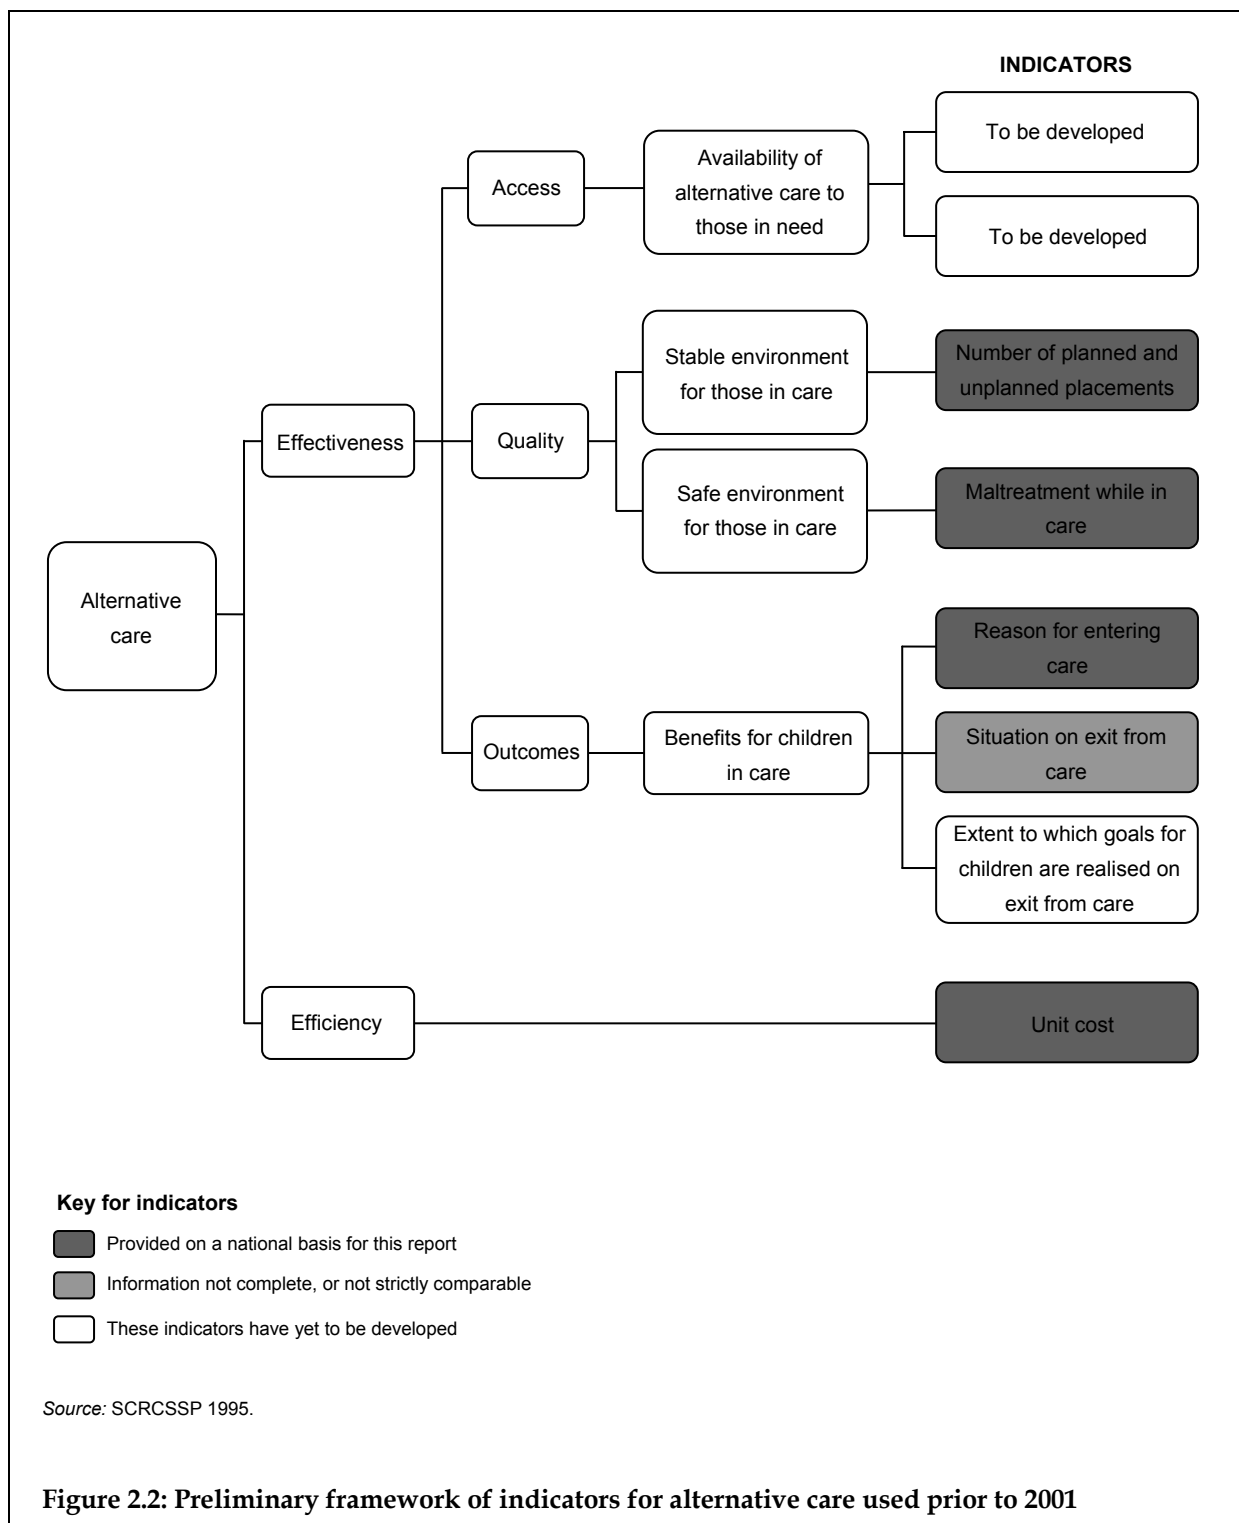 INDICATORS
To be developed
Access
Availability of
alternative care to
those in need
To be developed
Stable environment
for those in care
Number of planned and
unplanned placements
Effectiveness
Quality
Safe environment
for those in care
Maltreatment while in
care
Alternative
care
Reason for entering
care
Outcomes
Benefits for children
in care
Situation on exit from
care
Extent to which goals for
children are realised on
exit from care
Efficiency
Unit cost
Key for indicators
Provided on a national basis for this report
Information not complete, or not strictly comparable
These indicators have yet to be developed
Source: SCRCSSP 1995.
Figure 2.2: Preliminary framework of indicators for alternative care used prior to 2001